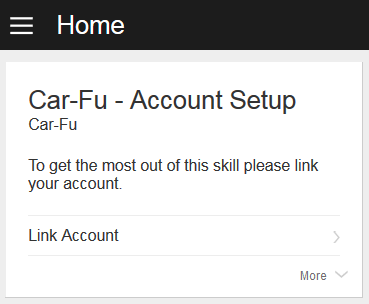 Home
Car-Fu - Account Setup
Car-Fu
To get the most out of this skill please link
your account.
Link Account
More